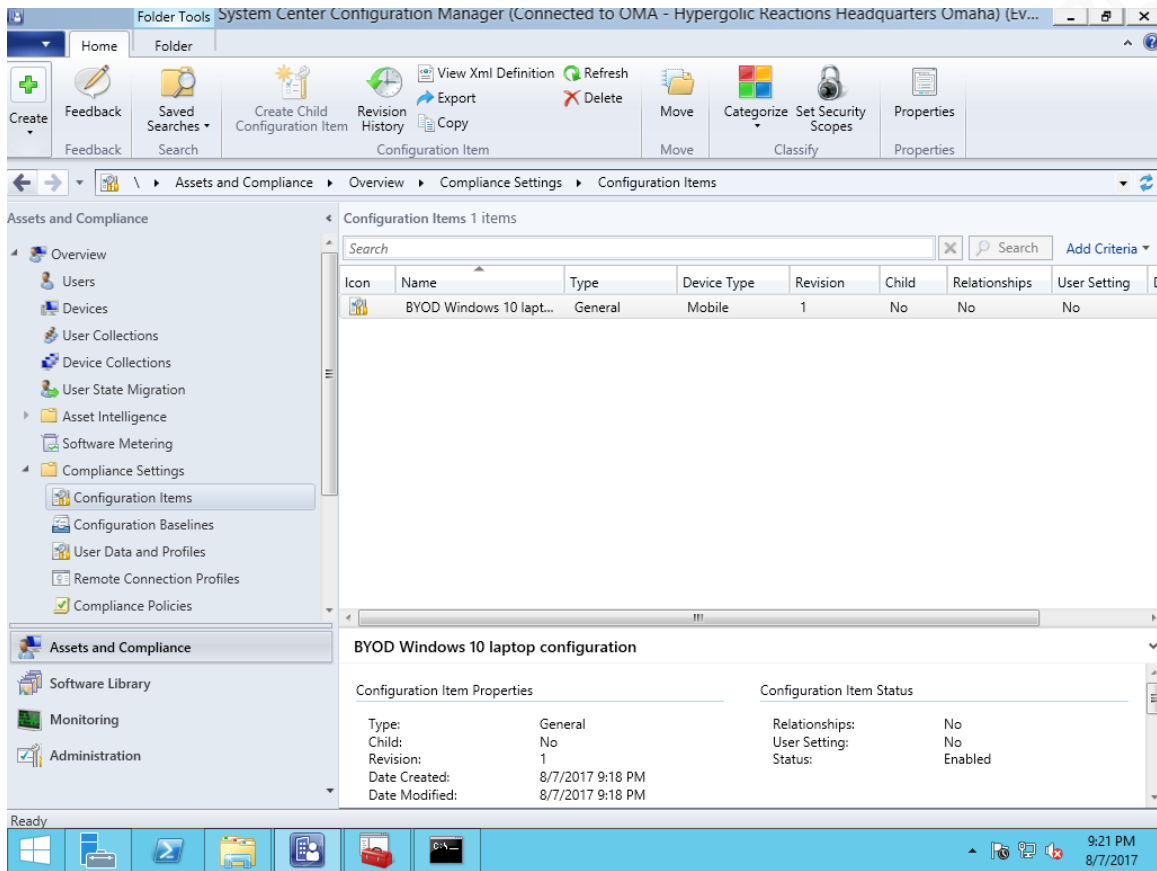 Folder Tools System Center Configuration Manager (Connected to OMA - Hypergolic Reactions Headquarters Omaha) (Ev...
Home Folder
Create
Feedback
Saved Searches
Create Child Configuration Item
Revision History
View Xml Definition
Export
Copy
Refresh
Delete
Move
Categorize
Set Security Scopes
Properties
Feedback Search Configuration Item Move Classify Properties
\ Assets and Compliance Overview Compliance Settings Configuration Items
Assets and Compliance
Overview
Users
Devices
User Collections
Device Collections
User State Migration
Asset Intelligence
Software Metering
Compliance Settings
Configuration Items
Configuration Baselines
User Data and Profiles
Remote Connection Profiles
Compliance Policies
Assets and Compliance
Software Library
Monitoring
Administration
Configuration Items 1 items
Search Search Add Criteria
Icon Name Type Device Type Revision Child Relationships User Setting
BYOD Windows 10 lapt... General Mobile 1 No No No
BYOD Windows 10 laptop configuration
Configuration Item Properties
Type: General
Child: No
Revision: 1
Date Created: 8/7/2017 9:18 PM
Date Modified: 8/7/2017 9:18 PM
Configuration Item Status
Relationships: No
User Setting: No
Status: Enabled
Ready
9:21 PM
8/7/2017